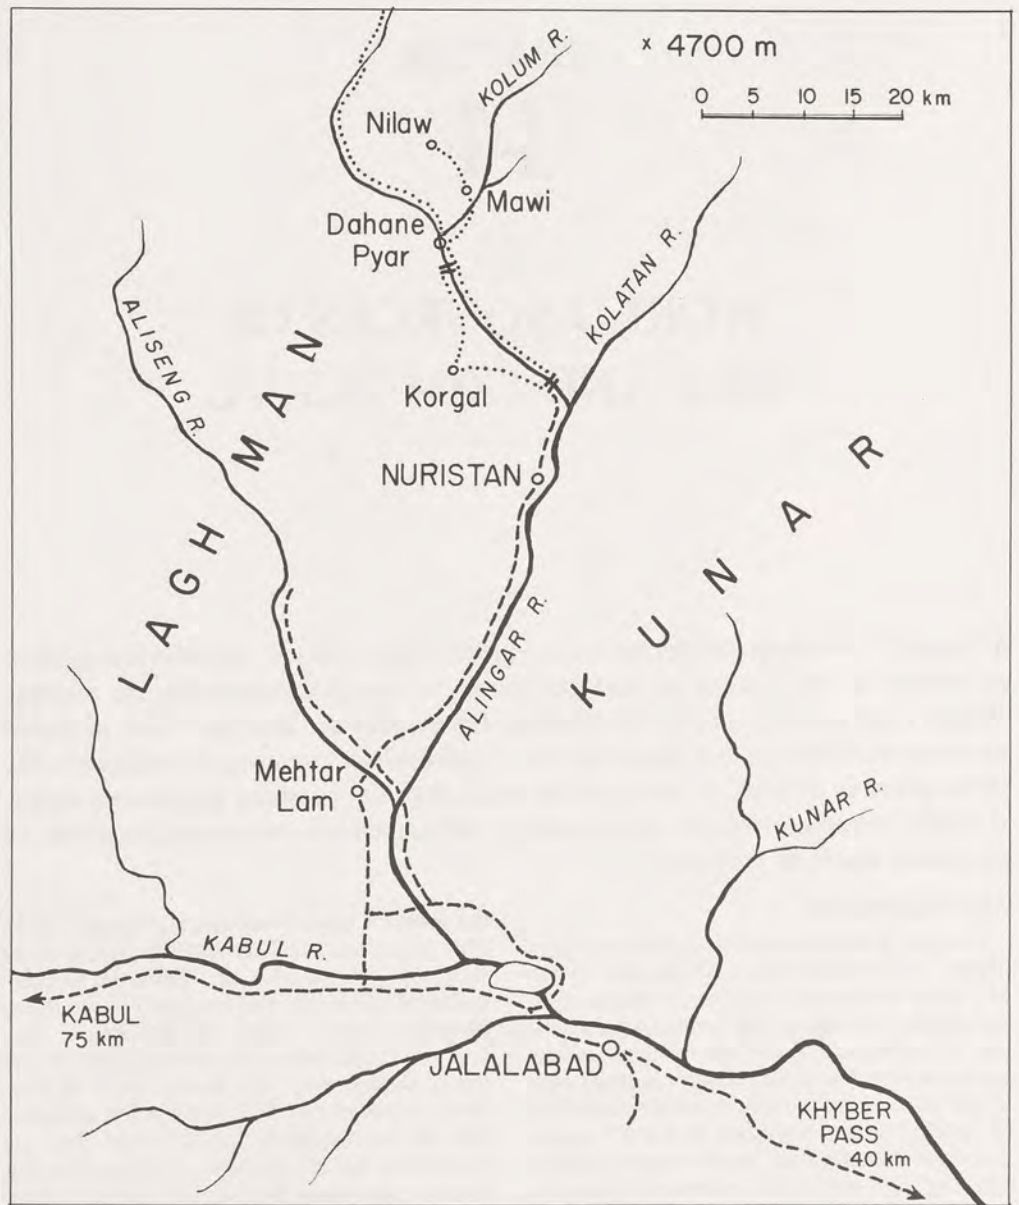 x 4700 m
0 5 10 15 20 km
KOLUM R.
Nilaw
Mawi
Dahane
Pyar
KOLATAN R.
ALISENG R.
Korgal
LAGHMAN
NURISTAN
KUNAR
ALINGAR R.
Mehtar
Lam
KUNAR R.
KABUL R.
KABUL
75 km
JALALABAD
KHYBER
PASS
40 km